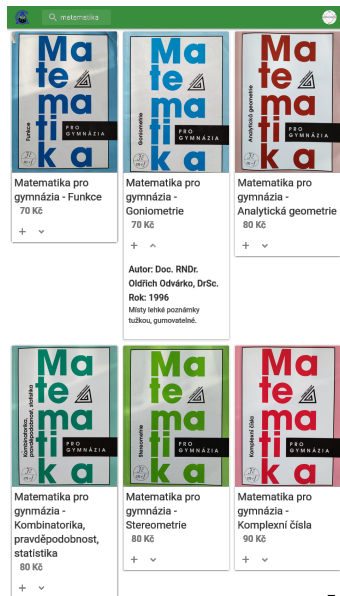 matematika
Ma
te
ma
ti
ka
Funkce
PRO
GYMNÁZIA
Matematika pro
gymnázia - Funkce
70 Kč
Ma
te
ma
ti
ka
Goniometrie
PRO
GYMNÁZIA
Matematika pro
gymnázia -
Goniometrie
70 Kč
Autor: Doc. RNDr.
Oldřich Odvárko, DrSc.
Rok: 1996
Místy lehké poznámky
tužkou, gumovatelné.
Ma
te
ma
ti
ka
Analytická geometrie
PRO
GYMNÁZIA
Matematika pro
gymnázia -
Analytická geometrie
80 Kč
Ma
te
ma
ti
ka
Kombinatorika,
pravděpodobnost, statistika
PRO
GYMNÁZIA
Matematika pro
gynmázia -
Kombinatorika,
pravděpodobnost,
statistika
80 Kč
Ma
te
ma
ti
ka
Stereometrie
PRO
GYMNÁZIA
Matematika pro
gymnázia -
Stereometrie
80 Kč
Ma
te
ma
ti
ka
Komplexní čísla
PRO
GYMNÁZIA
Matematika pro
gymnázia -
Komplexní čísla
90 Kč